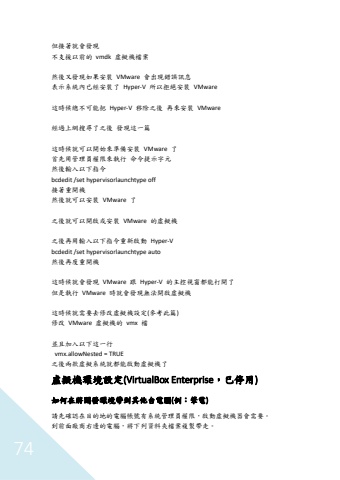 但接著就會發現
不支援以前的 vmdk 虛擬機檔案
然後又發現如果安裝 VMware 會出現錯誤訊息
表示系統內已經安裝了 Hyper-V 所以拒絕安裝 VMware
這時候總不可能把 Hyper-V 移除之後 再來安裝 VMware
經過上網搜尋了之後 發現這一篇
這時候就可以開始來準備安裝 VMware 了
首先用管理員權限來執行 命令提示字元
然後輸入以下指令
bcdedit /set hypervisorlaunchtype off
接著重開機
然後就可以安裝 VMware 了
之後就可以開啟或安裝 VMware 的虛擬機
之後再用輸入以下指令重新啟動 Hyper-V
bcdedit /set hypervisorlaunchtype auto
然後再度重開機
這時候就會發現 VMware 跟 Hyper-V 的主控視窗都能打開了
但是執行 VMware 時就會發現無法開啟虛擬機
這時候就需要去修改虛擬機設定(參考此篇)
修改 VMware 虛擬機的 vmx 檔
並且加入以下這一行
vmx.allowNested = TRUE
之後兩款虛擬系統就都能啟動虛擬機了
虛擬機環境設定(VirtualBox Enterprise，已停用)
如何在將開發環境帶到其他台電腦(例：筆電)
請先確認在目的地的電腦帳號有系統管理員權限，啟動虛擬機器會需要。
到前面廠商右邊的電腦，將下列資料夾檔案複製帶走。
74